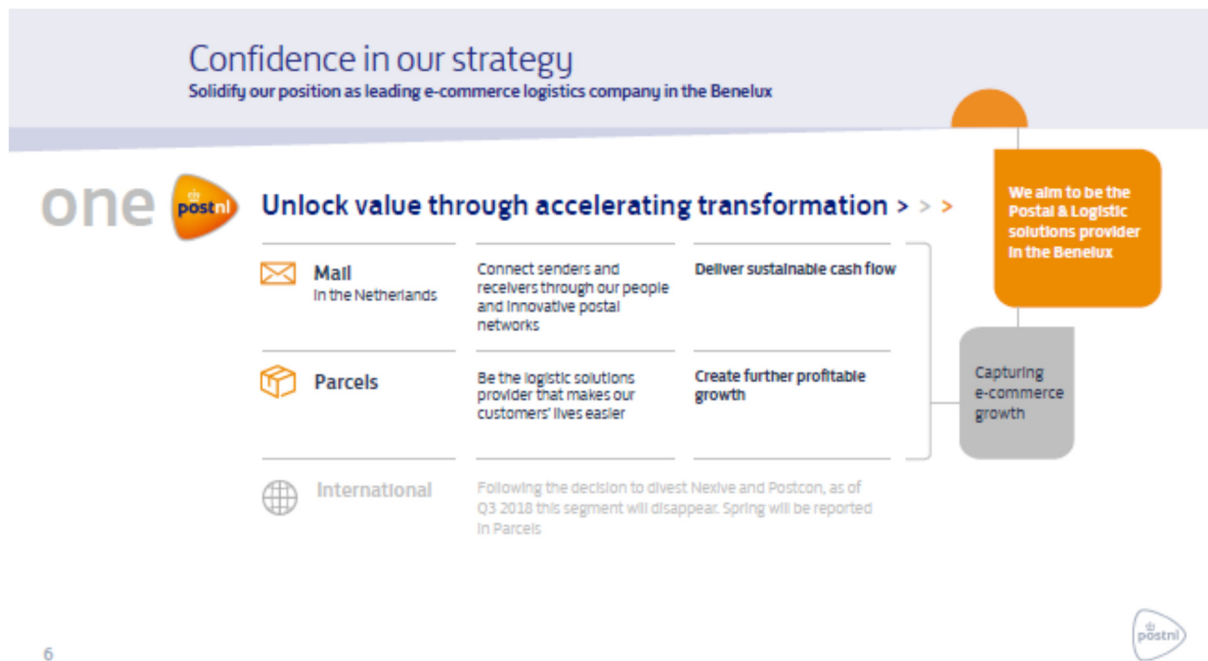 Confidence in our strategy
Solidify our position as leading e-commerce logistics company in the Benelux
one postnl
Unlock value through accelerating transformation > > >
We aim to be the
Postal & Logistic
solutions provider
in the Benelux
Mail
in the Netherlands
Connect senders and
receivers through our people
and innovative postal
networks
Deliver sustainable cash flow
Parcels
Be the logistic solutions
provider that makes our
customers' lives easier
Create further profitable
growth
Capturing
e-commerce
growth
International
Following the decision to divest Nexive and Postcon, as of
Q3 2018 this segment will disappear. Spring will be reported
in Parcels
6
postnl